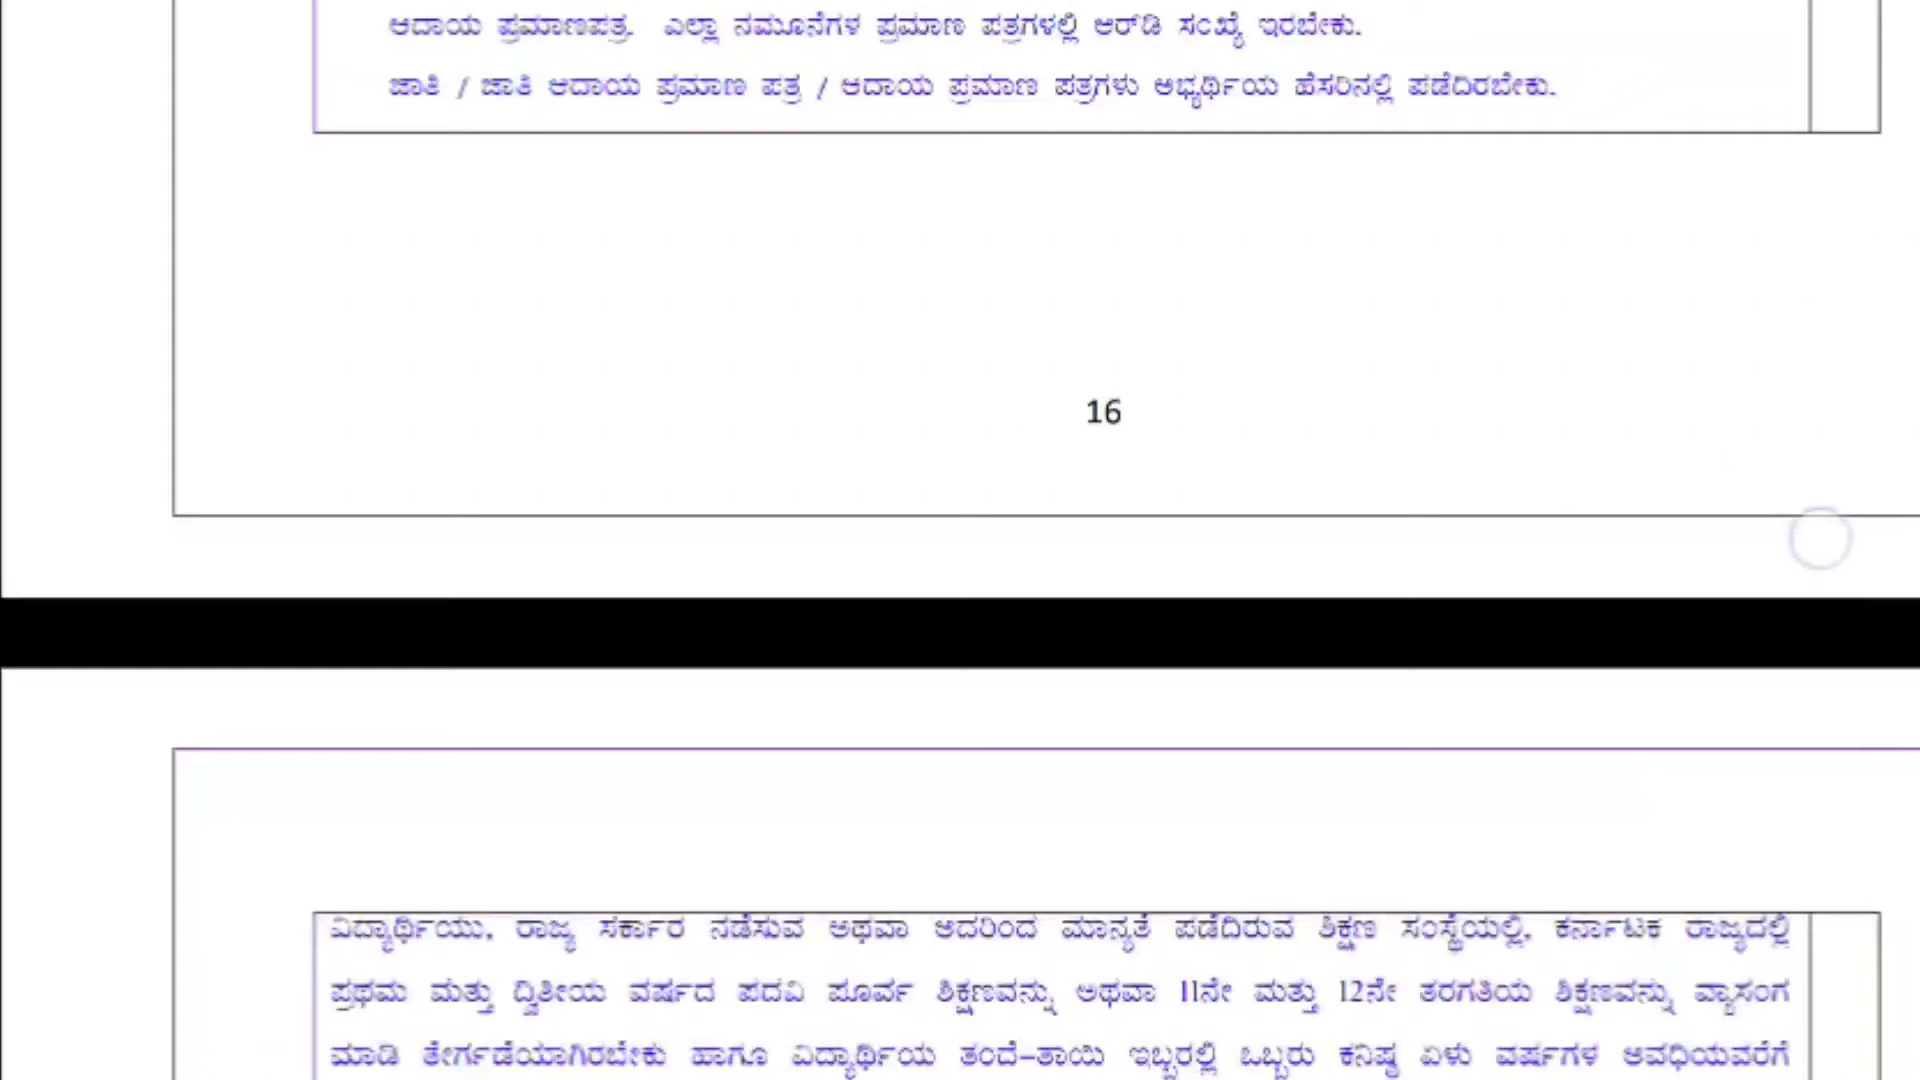 ಆದಾಯ ಪ್ರಮಾಣಪತ್ರ. ಎಲ್ಲಾ ನಮೂನೆಗಳ ಪ್ರಮಾಣ ಪತ್ರಗಳಲ್ಲಿ ಆರ್‌ಡಿ ಸಂಖ್ಯೆ ಇರಬೇಕು.
ಜಾತಿ / ಜಾತಿ ಆದಾಯ ಪ್ರಮಾಣ ಪತ್ರ / ಆದಾಯ ಪ್ರಮಾಣ ಪತ್ರಗಳು ಅಭ್ಯರ್ಥಿಯ ಹೆಸರಿನಲ್ಲಿ ಪಡೆದಿರಬೇಕು.
16
ವಿದ್ಯಾರ್ಥಿಯು, ರಾಜ್ಯ ಸರ್ಕಾರ ನಡೆಸುವ ಅಥವಾ ಅದರಿಂದ ಮಾನ್ಯತೆ ಪಡೆದಿರುವ ಶಿಕ್ಷಣ ಸಂಸ್ಥೆಯಲ್ಲಿ, ಕರ್ನಾಟಕ ರಾಜ್ಯದಲ್ಲಿ
ಪ್ರಥಮ ಮತ್ತು ದ್ವಿತೀಯ ವರ್ಷದ ಪದವಿ ಪೂರ್ವ ಶಿಕ್ಷಣವನ್ನು ಅಥವಾ 11ನೇ ಮತ್ತು 12ನೇ ತರಗತಿಯ ಶಿಕ್ಷಣವನ್ನು ವ್ಯಾಸಂಗ
ಮಾಡಿ ತೇರ್ಗಡೆಯಾಗಿರಬೇಕು ಹಾಗೂ ವಿದ್ಯಾರ್ಥಿಯ ತಂದೆ–ತಾಯಿ ಇಬ್ಬರಲ್ಲಿ ಒಬ್ಬರು ಕನಿಷ್ಠ ಏಳು ವರ್ಷಗಳ ಅವಧಿಯವರೆಗೆ